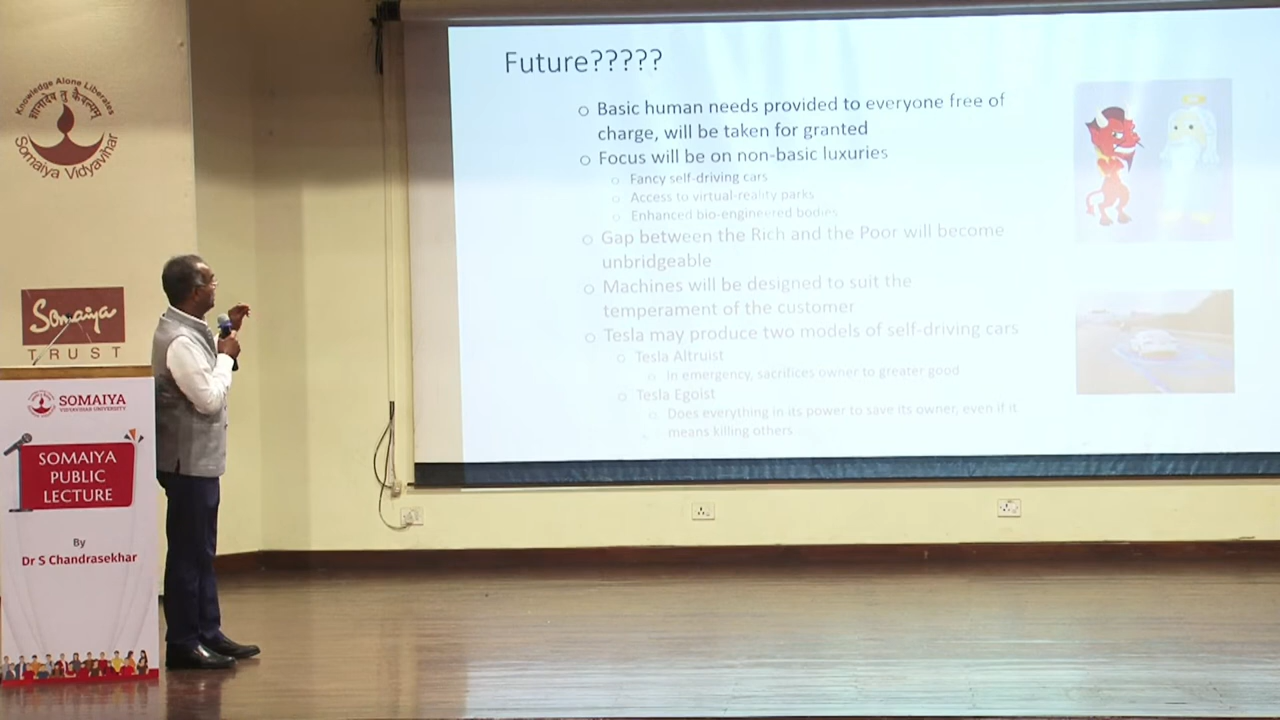 Knowledge Alone Liberates
ज्ञानादेव तु कैवल्यम्
Somaiya Vidyavihar
Somaiya
TRUST
SOMAIYA
VIDYAVIHAR UNIVERSITY
SOMAIYA
PUBLIC
LECTURE
By
Dr S Chandrasekhar
Future?????
o Basic human needs provided to everyone free of
charge, will be taken for granted
o Focus will be on non-basic luxuries
o Fancy self-driving cars
o Access to virtual-reality parks
o Enhanced bio-engineered bodies
o Gap between the Rich and the Poor will become
unbridgeable
o Machines will be designed to suit the
temperament of the customer
o Tesla may produce two models of self-driving cars
o Tesla Altruist
o In emergency, sacrifices owner to greater good
o Tesla Egoist
o Does everything in its power to save its owner, even if it
means killing others